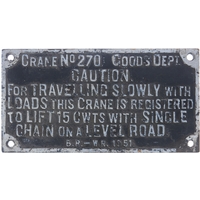 CRANE No 270. GOODS DEPT.
CAUTION.
FOR TRAVELLING SLOWLY WITH
LOADS THIS CRANE IS REGISTERED
TO LIFT 15 CWTS WITH SINGLE
CHAIN ON A LEVEL ROAD.
B.R.-W.R. 1951